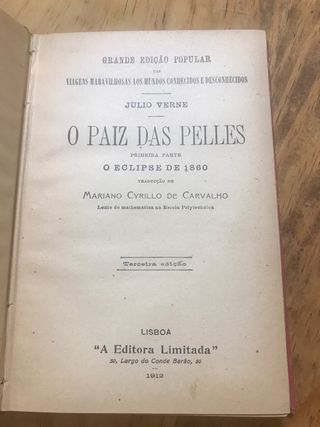 GRANDE EDIÇÃO POPULAR
DAS
VIAGENS MARAVILHOSAS AOS MUNDOS CONHECIDOS E DESCONHECIDOS
JULIO VERNE
O PAIZ DAS PELLES
PRIMEIRA PARTE
O ECLIPSE DE 1860
TRADUCÇÃO DE
MARIANO CYRILLO DE CARVALHO
Lente de mathematica na Escola Polytechnica
Terceira edição
LISBOA
"A Editora Limitada"
50, Largo do Conde Barão, 50
1912